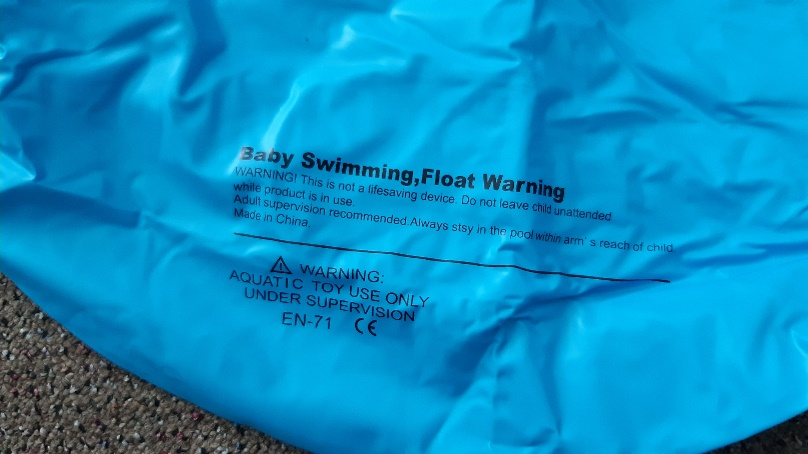 Baby Swimming,Float Warning
WARNING! This is not a lifesaving device. Do not leave child unattended
while product is in use.
Adult supervision recommended.Always stsy in the pool within arm's reach of child.
Made in China.
⚠ WARNING:
AQUATIC TOY USE ONLY
UNDER SUPERVISION
EN-71 CE